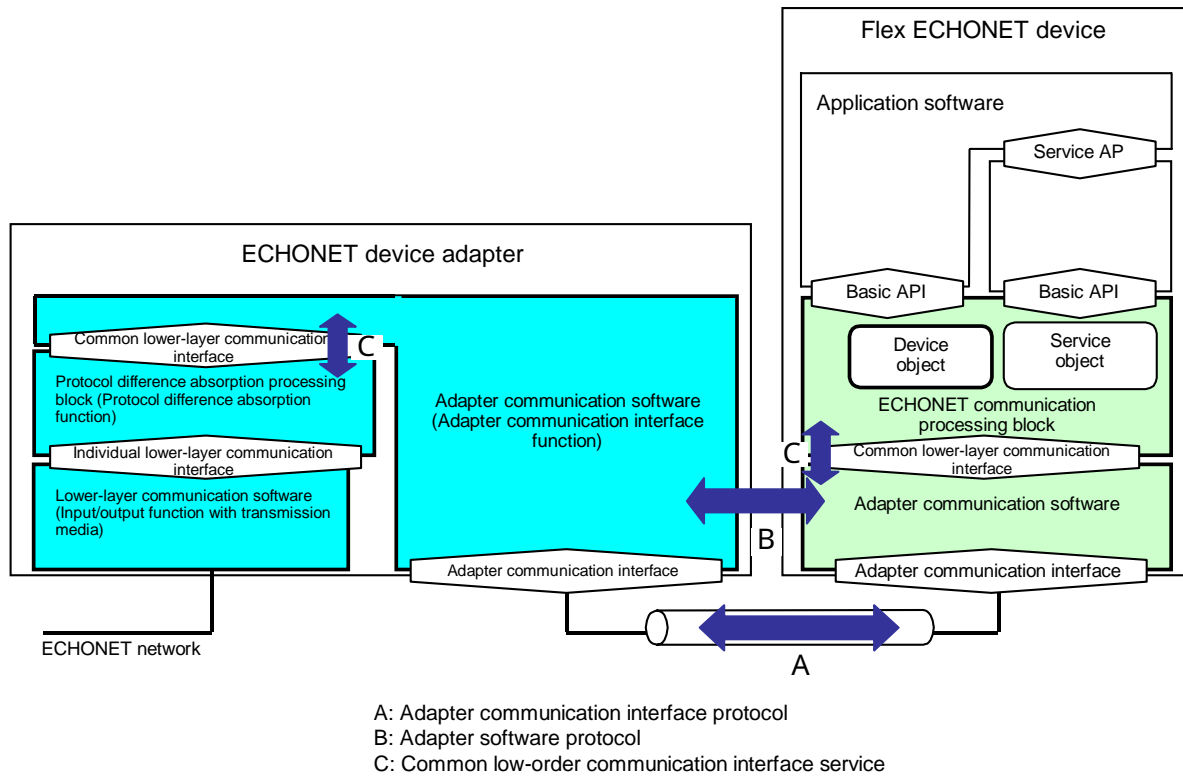 Flex ECHONET device
Application software
Service AP
ECHONET device adapter
Basic API
Basic API
Common lower-layer communication
interface
C
Device
object
Service
object
Protocol difference absorption processing
block (Protocol difference absorption
function)
Adapter communication software
(Adapter communication interface
function)
ECHONET communication
processing block
Individual lower-layer communication
interface
C
Common lower-layer communication
interface
Lower-layer communication software
(Input/output function with transmission
media)
Adapter communication software
B
Adapter communication interface
Adapter communication interface
ECHONET network
A
A: Adapter communication interface protocol
B: Adapter software protocol
C: Common low-order communication interface service